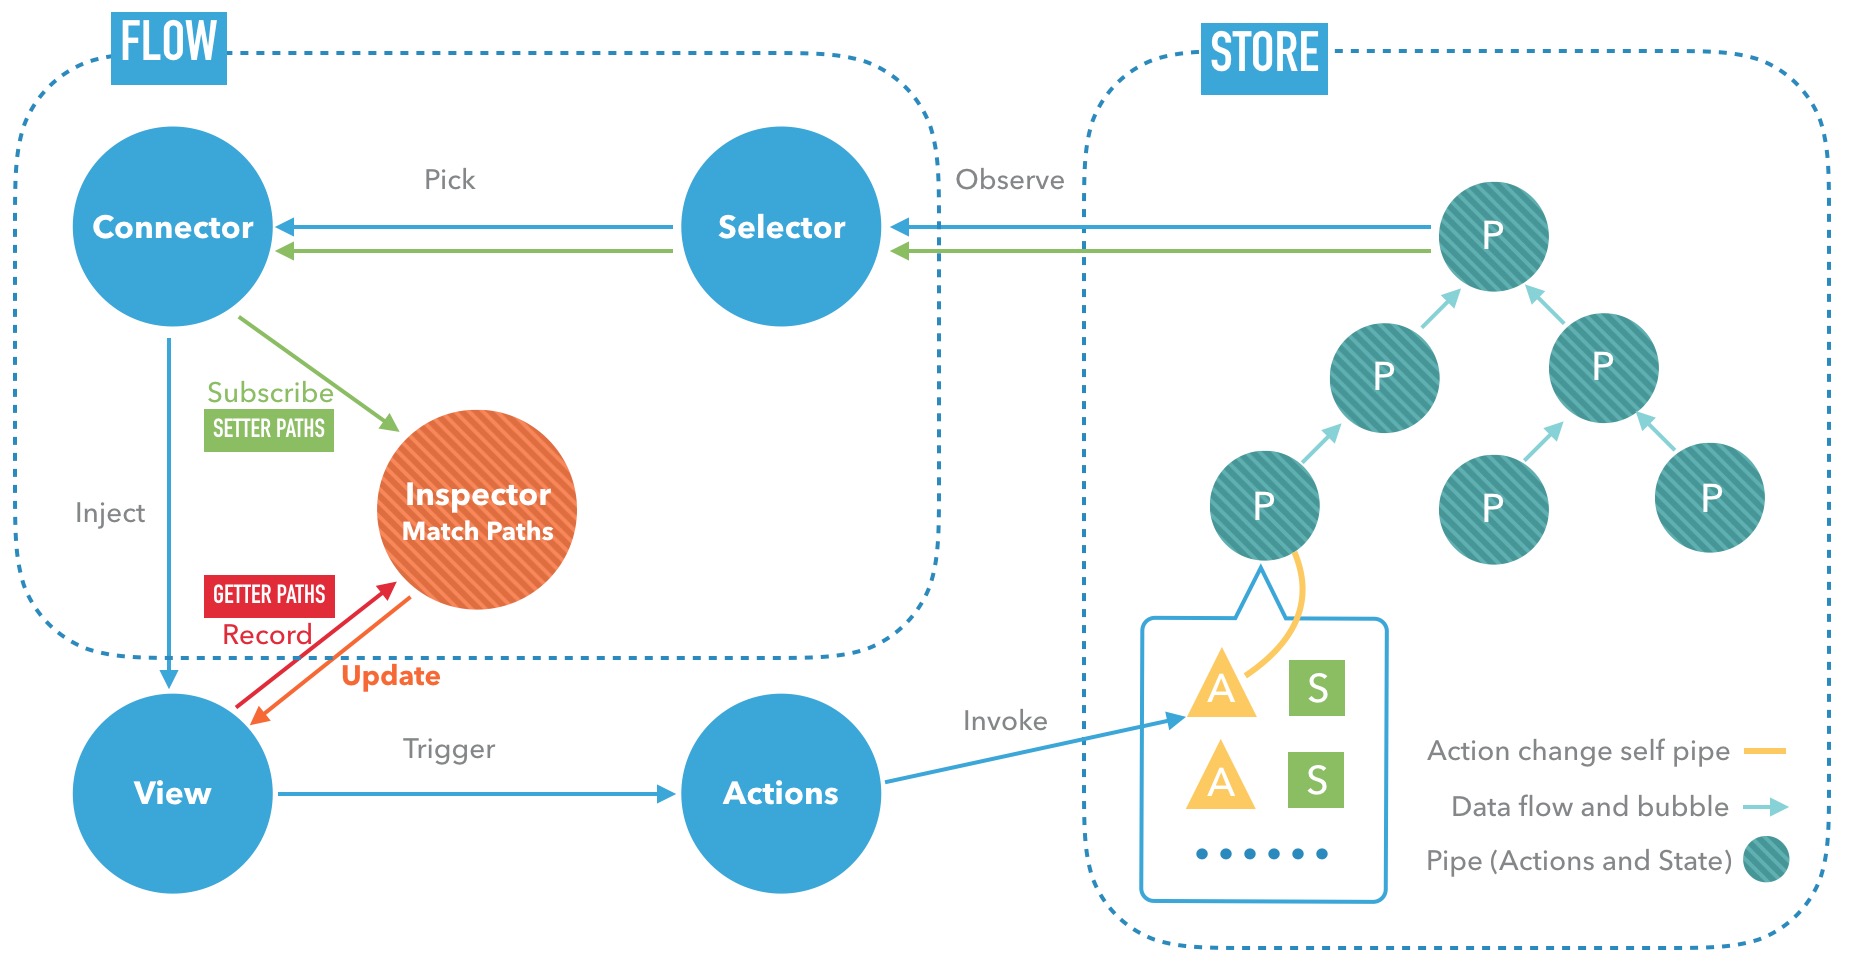 FLOW
STORE
Pick
Observe
Connector
Selector
P
P
P
Subscribe
SETTER PATHS
Inspector
Match Paths
P
P
P
Inject
GETTER PATHS
Record
Update
A
S
Invoke
Trigger
Action change self pipe
View
Actions
A
S
Data flow and bubble
Pipe (Actions and State)